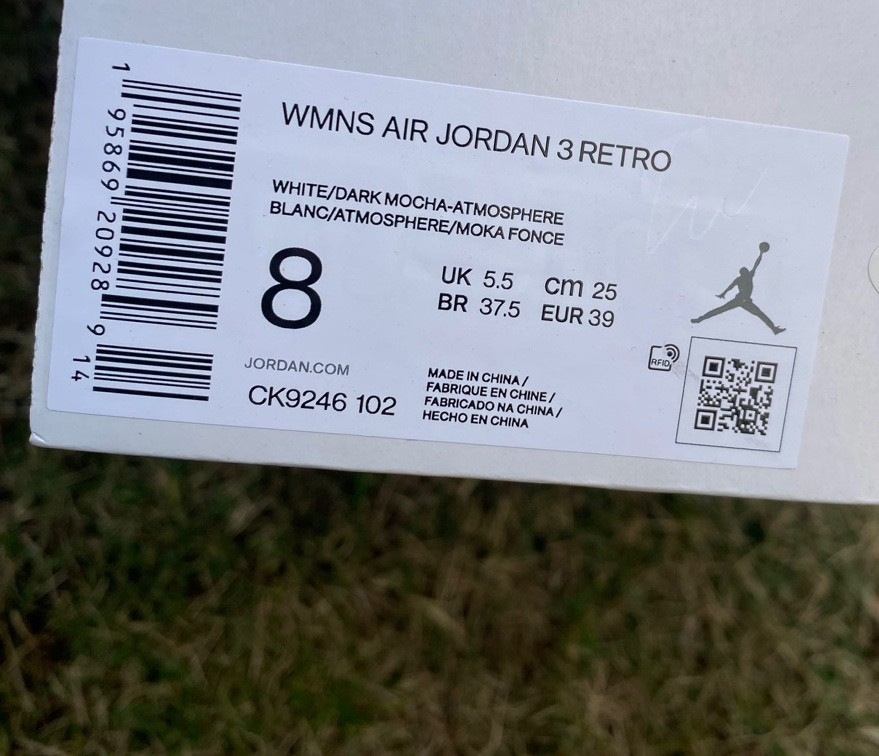 1 95869 20928 9 14
WMNS AIR JORDAN 3 RETRO
WHITE/DARK MOCHA-ATMOSPHERE
BLANC/ATMOSPHERE/MOKA FONCE
8
UK 5.5 cm 25
BR 37.5 EUR 39
JORDAN.COM
CK9246 102
MADE IN CHINA /
FABRIQUE EN CHINE /
FABRICADO NA CHINA /
HECHO EN CHINA
RFID